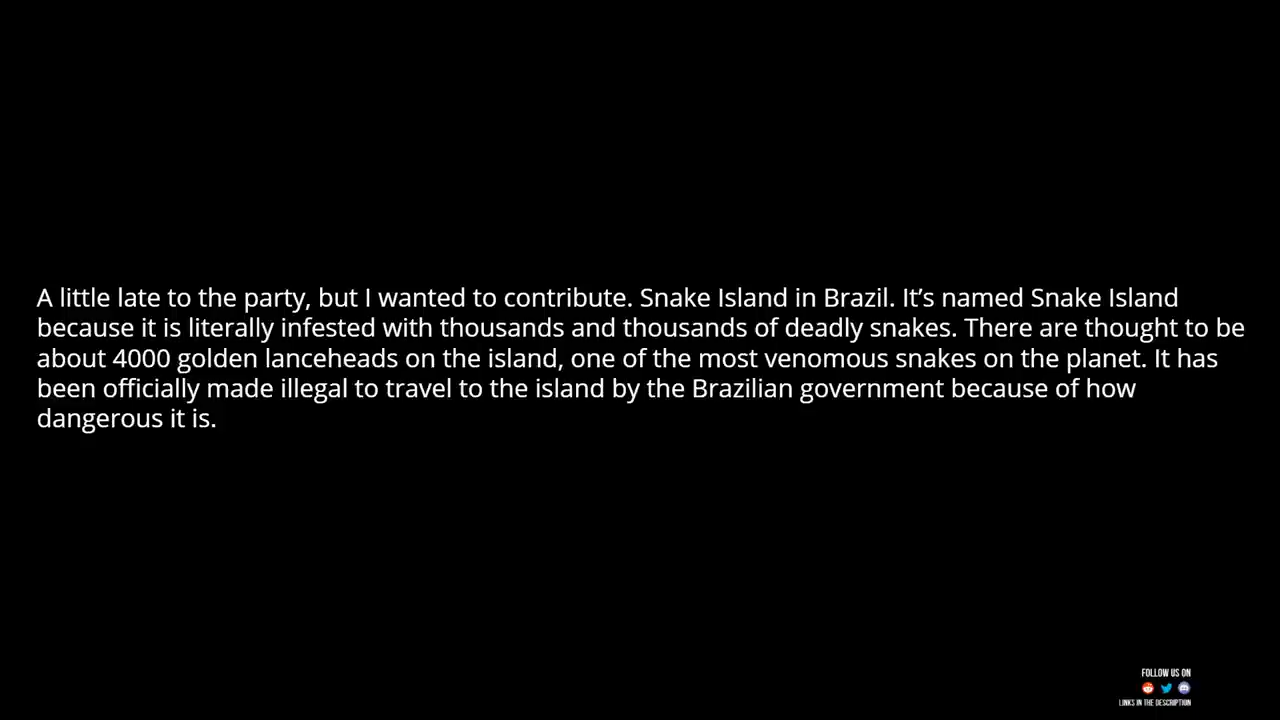 A little late to the party, but I wanted to contribute. Snake Island in Brazil. It’s named Snake Island
because it is literally infested with thousands and thousands of deadly snakes. There are thought to be
about 4000 golden lanceheads on the island, one of the most venomous snakes on the planet. It has
been officially made illegal to travel to the island by the Brazilian government because of how
dangerous it is.
FOLLOW US ON
LINKS IN THE DESCRIPTION